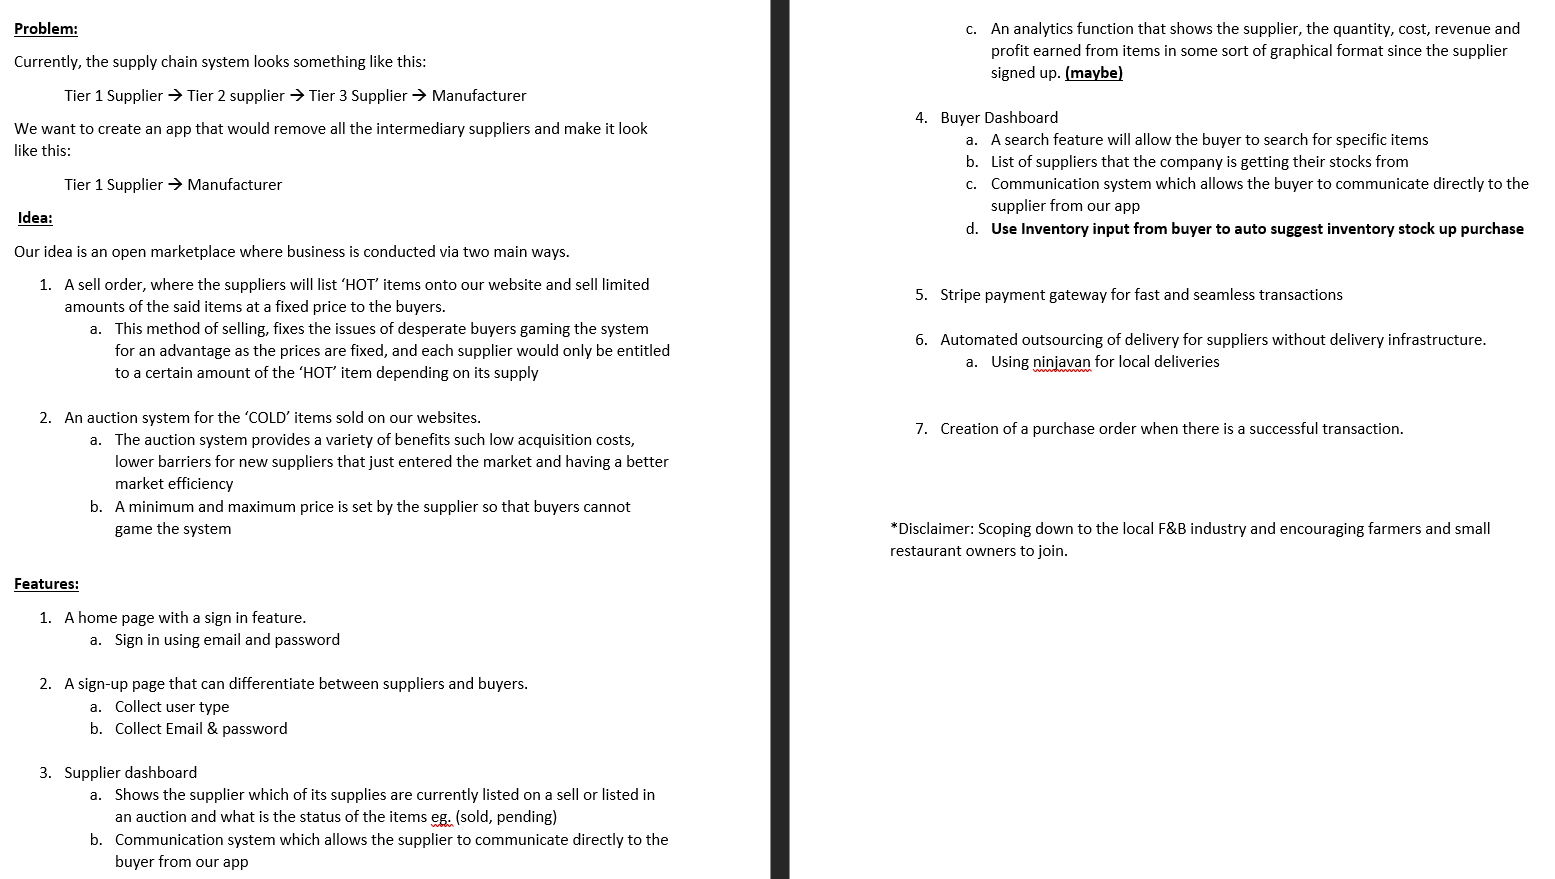 Problem:
Currently, the supply chain system looks something like this:
Tier 1 Supplier → Tier 2 supplier → Tier 3 Supplier → Manufacturer
We want to create an app that would remove all the intermediary suppliers and make it look
like this:
Tier 1 Supplier → Manufacturer
Idea:
Our idea is an open marketplace where business is conducted via two main ways.
1. A sell order, where the suppliers will list ‘HOT’ items onto our website and sell limited
amounts of the said items at a fixed price to the buyers.
a. This method of selling, fixes the issues of desperate buyers gaming the system
for an advantage as the prices are fixed, and each supplier would only be entitled
to a certain amount of the ‘HOT’ item depending on its supply
2. An auction system for the ‘COLD’ items sold on our websites.
a. The auction system provides a variety of benefits such low acquisition costs,
lower barriers for new suppliers that just entered the market and having a better
market efficiency
b. A minimum and maximum price is set by the supplier so that buyers cannot
game the system
Features:
1. A home page with a sign in feature.
a. Sign in using email and password
2. A sign-up page that can differentiate between suppliers and buyers.
a. Collect user type
b. Collect Email & password
3. Supplier dashboard
a. Shows the supplier which of its supplies are currently listed on a sell or listed in
an auction and what is the status of the items eg. (sold, pending)
b. Communication system which allows the supplier to communicate directly to the
buyer from our app
c. An analytics function that shows the supplier, the quantity, cost, revenue and
profit earned from items in some sort of graphical format since the supplier
signed up. (maybe)
4. Buyer Dashboard
a. A search feature will allow the buyer to search for specific items
b. List of suppliers that the company is getting their stocks from
c. Communication system which allows the buyer to communicate directly to the
supplier from our app
d. Use Inventory input from buyer to auto suggest inventory stock up purchase
5. Stripe payment gateway for fast and seamless transactions
6. Automated outsourcing of delivery for suppliers without delivery infrastructure.
a. Using ninjavan for local deliveries
7. Creation of a purchase order when there is a successful transaction.
*Disclaimer: Scoping down to the local F&B industry and encouraging farmers and small
restaurant owners to join.